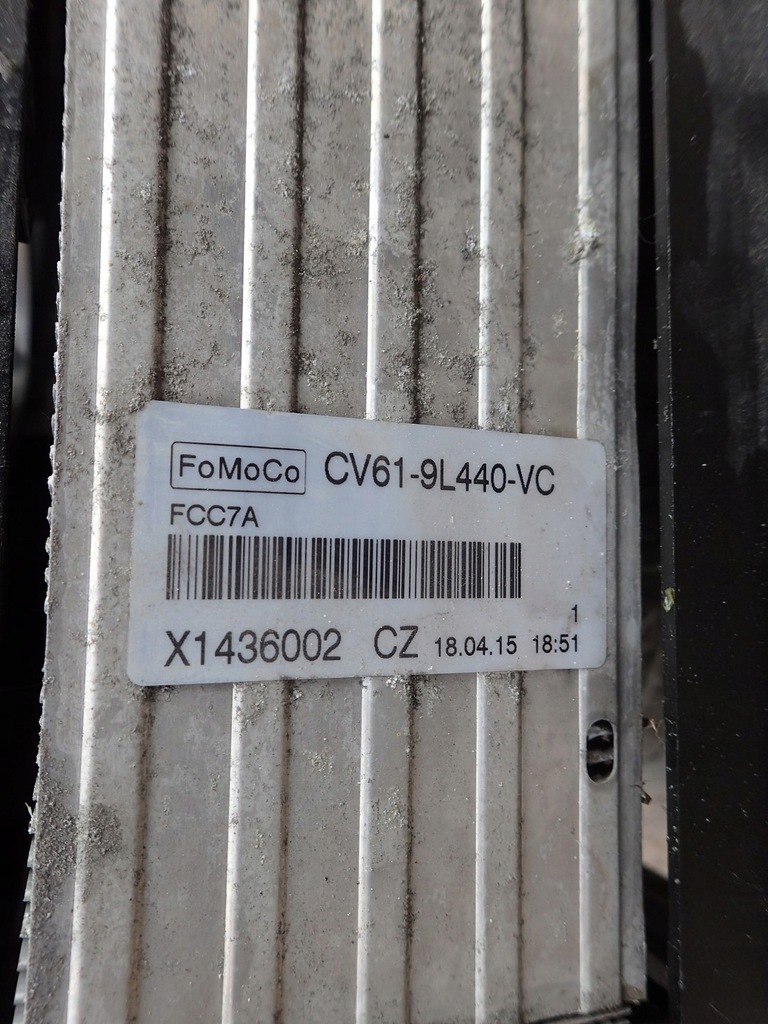 FoMoCo CV61-9L440-VC
FCC7A
1
X1436002 CZ 18.04.15 18:51